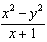 x² − y²
x + 1